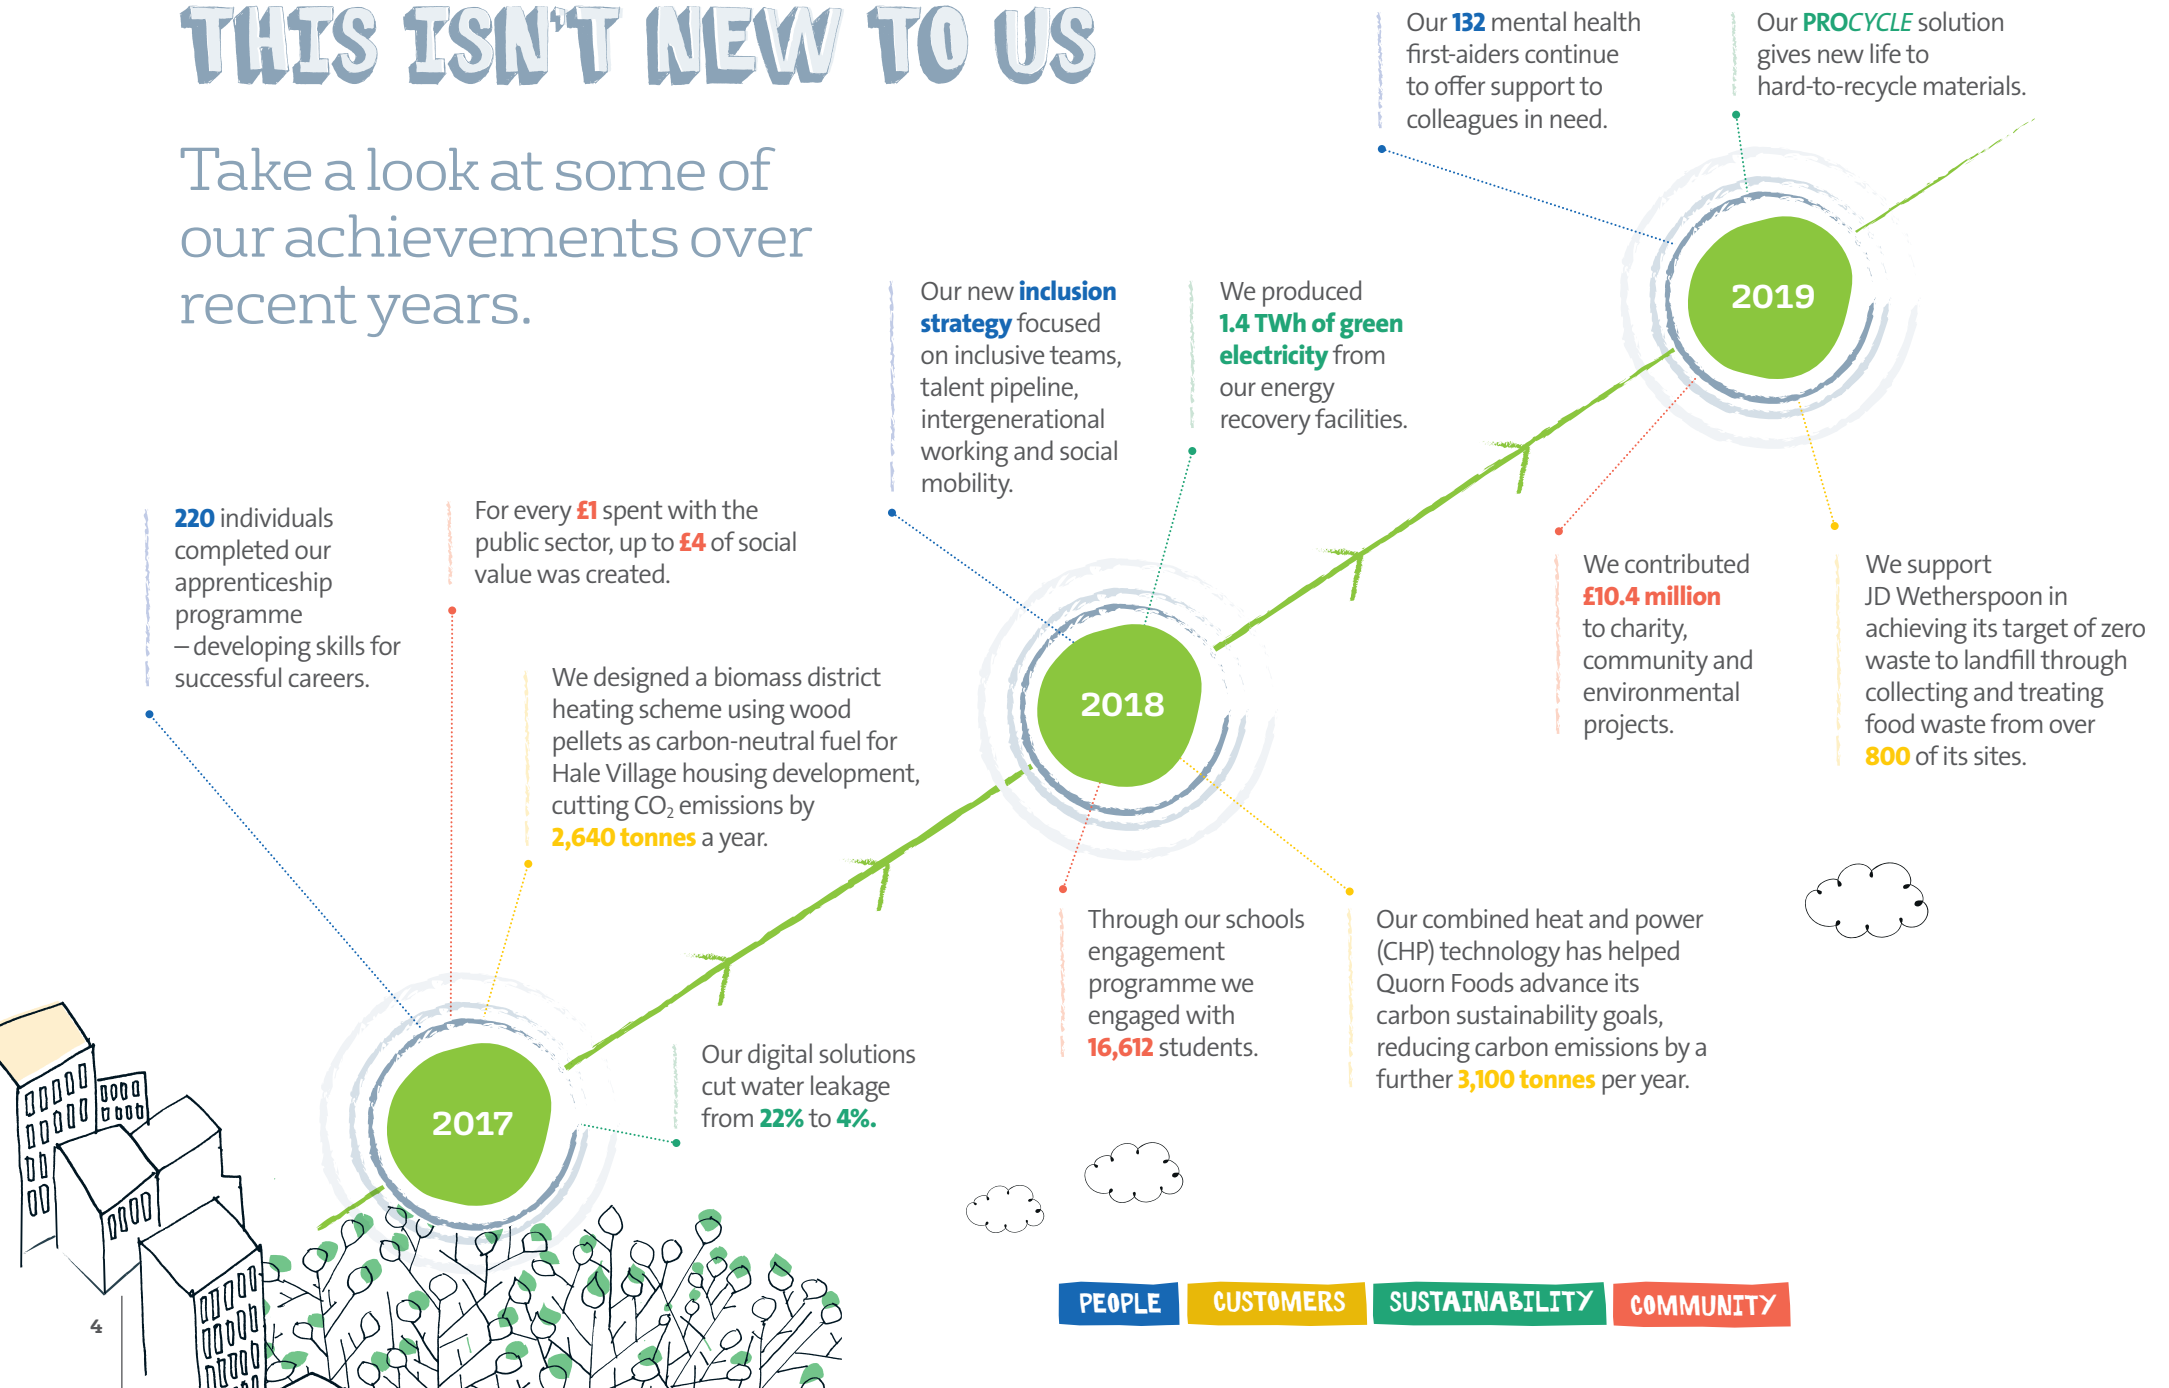 THIS ISN'T NEW TO US
Take a look at some of
our achievements over
recent years.
220 individuals
completed our
apprenticeship
programme
– developing skills for
successful careers.
For every £1 spent with the
public sector, up to £4 of social
value was created.
We designed a biomass district
heating scheme using wood
pellets as carbon-neutral fuel for
Hale Village housing development,
cutting CO₂ emissions by
2,640 tonnes a year.
2017
Our digital solutions
cut water leakage
from 22% to 4%.
Our new inclusion
strategy focused
on inclusive teams,
talent pipeline,
intergenerational
working and social
mobility.
We produced
1.4 TWh of green
electricity from
our energy
recovery facilities.
2018
Through our schools
engagement
programme we
engaged with
16,612 students.
Our combined heat and power
(CHP) technology has helped
Quorn Foods advance its
carbon sustainability goals,
reducing carbon emissions by a
further 3,100 tonnes per year.
Our 132 mental health
first-aiders continue
to offer support to
colleagues in need.
Our PROCYCLE solution
gives new life to
hard-to-recycle materials.
2019
We contributed
£10.4 million
to charity,
community and
environmental
projects.
We support
JD Wetherspoon in
achieving its target of zero
waste to landfill through
collecting and treating
food waste from over
800 of its sites.
PEOPLE
CUSTOMERS
SUSTAINABILITY
COMMUNITY
4